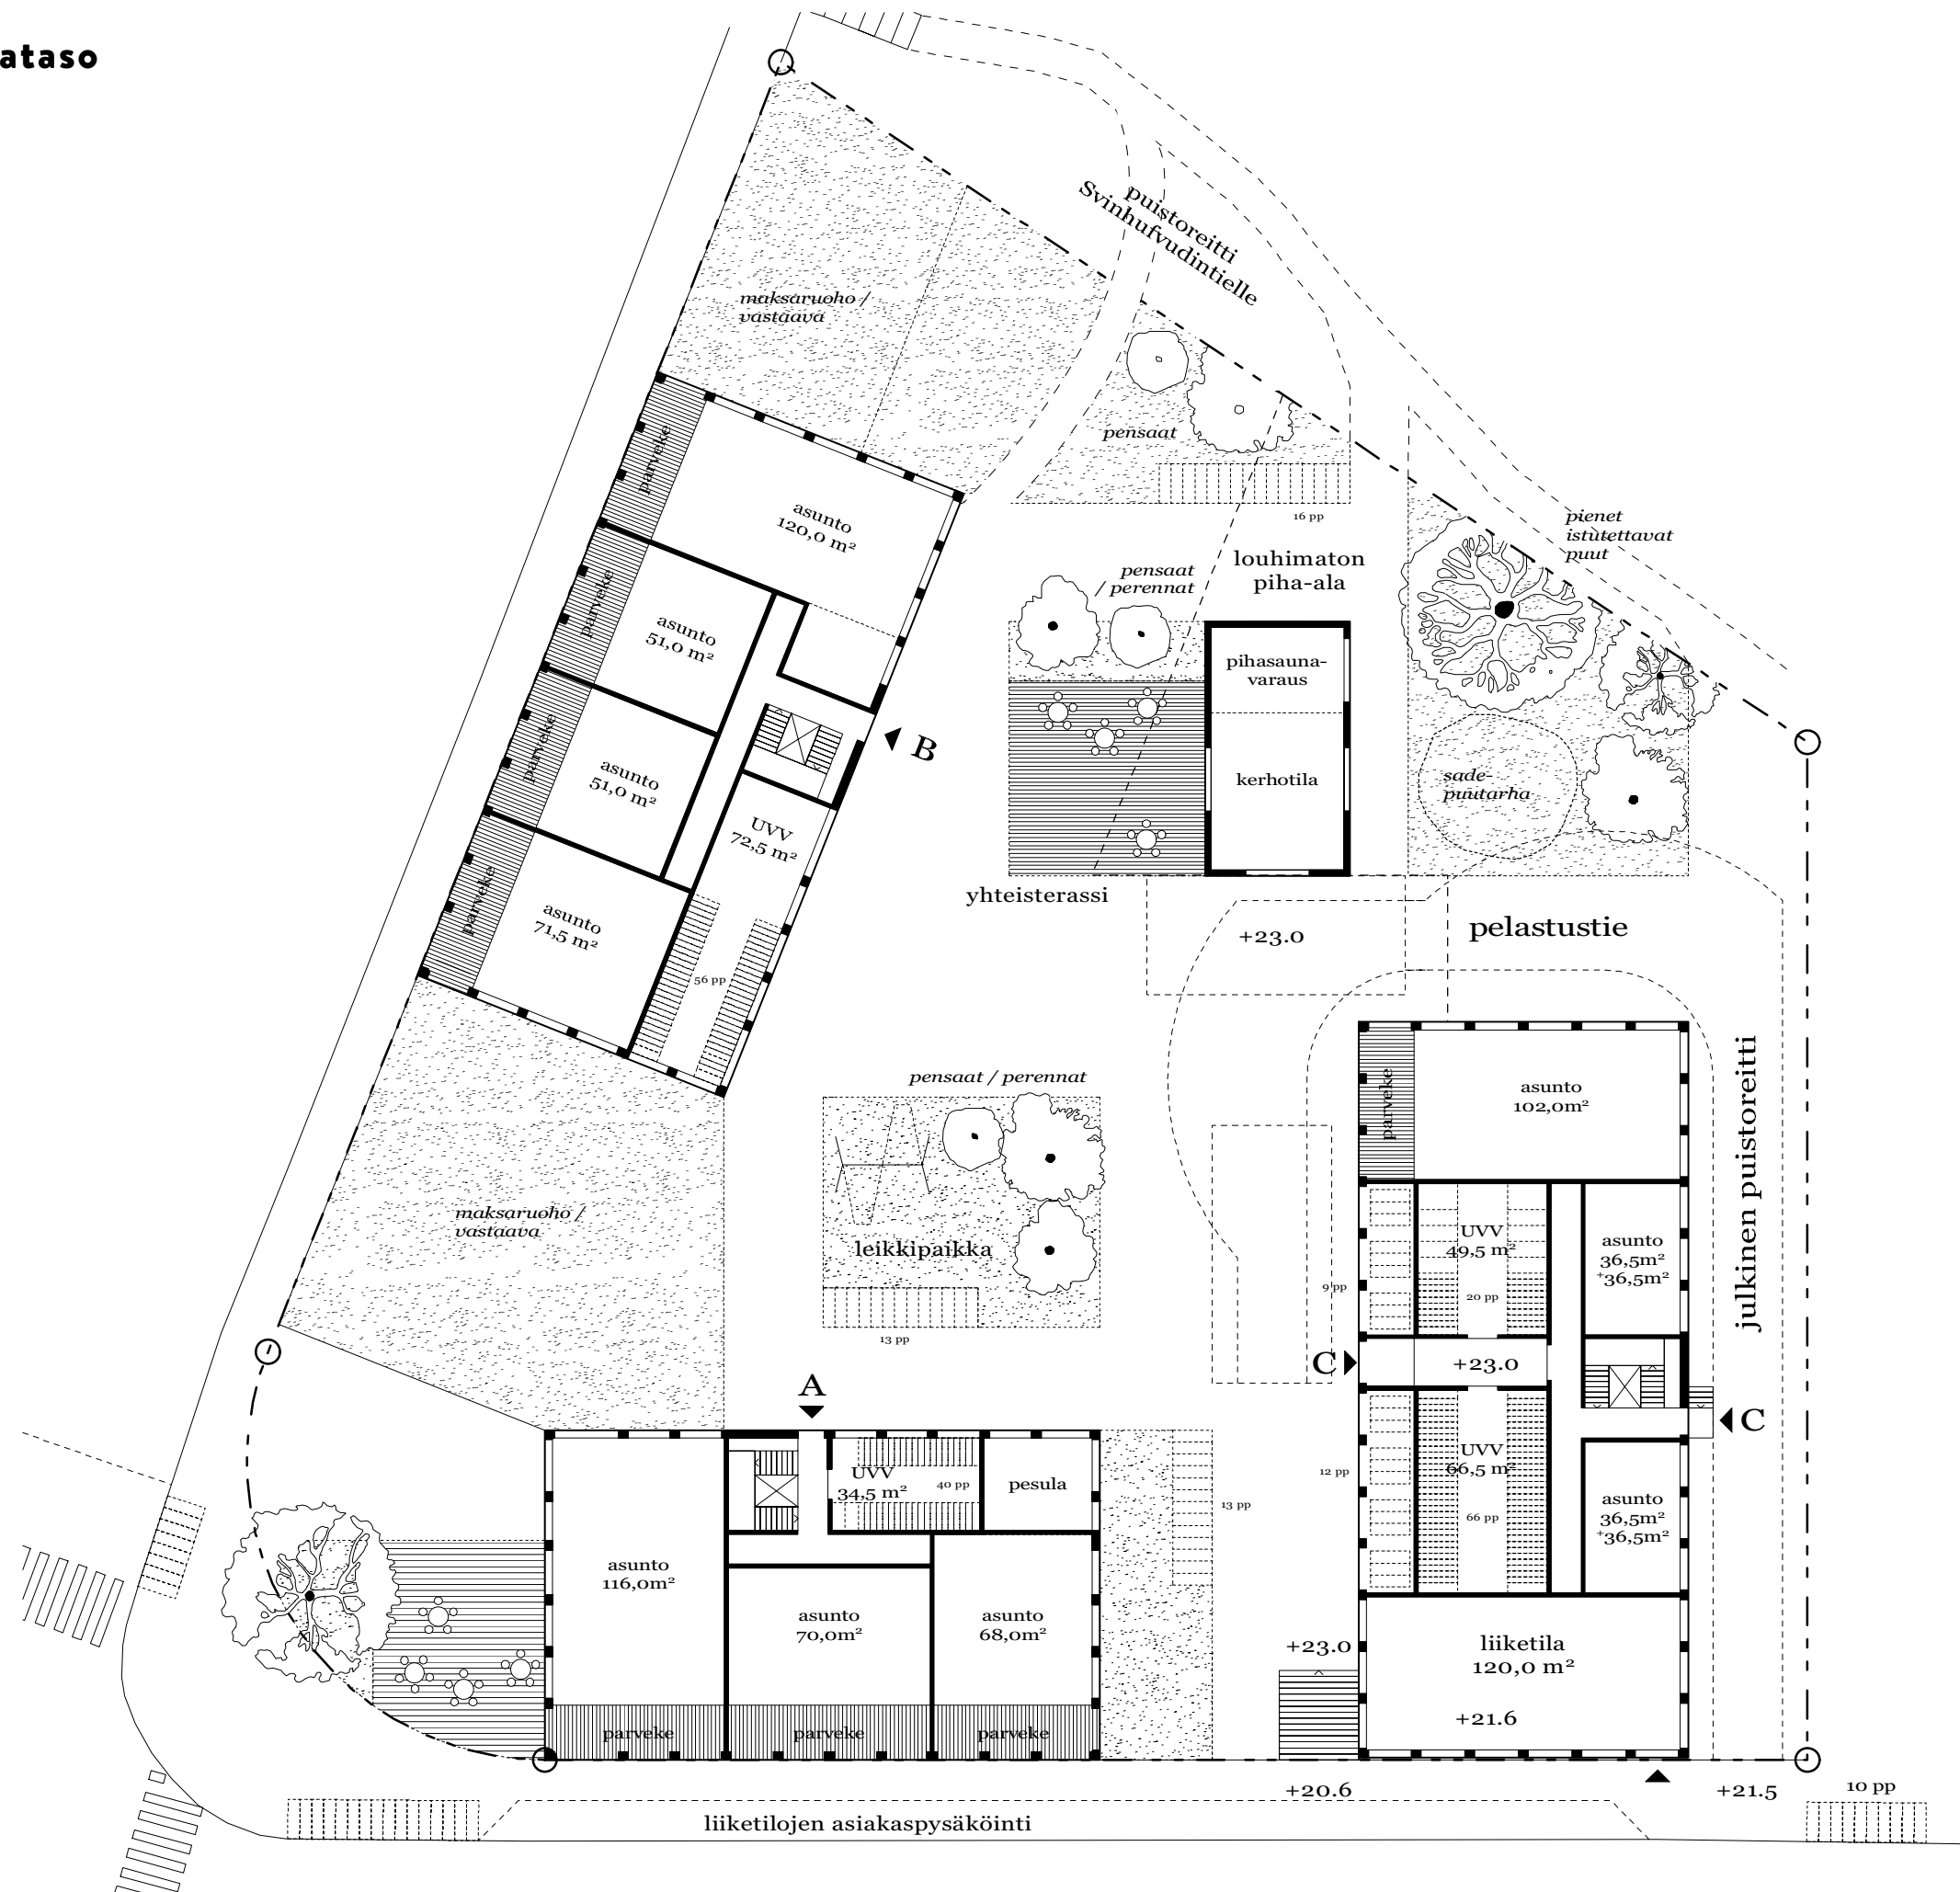 ataso
puistoreitti
Svinhufvudintielle
maksaruoho /
vastaava
pensaat
16 pp
parveke
asunto
120,0 m²
pienet
istutettavat
puut
louhimaton
piha-ala
pensaat
/ perennat
parveke
asunto
51,0 m²
pihasauna-
varaus
kerhotila
parveke
asunto
51,0 m²
B
sade-
puutarha
UVV
72,5 m²
yhteisterassi
parveke
asunto
71,5 m²
56 pp
+23.0
pelastustie
pensaat / perennat
leikkipaikka
13 pp
maksaruoho /
vastaava
parveke
asunto
102,0m²
julkinen puistoreitti
UVV
49,5 m²
20 pp
9 pp
asunto
36,5m²
+36,5m²
C
+23.0
C
A
UVV
34,5 m²
40 pp
pesula
13 pp
12 pp
UVV
66,5 m²
66 pp
asunto
36,5m²
+36,5m²
asunto
116,0m²
asunto
70,0m²
asunto
68,0m²
parveke
parveke
parveke
+23.0
liiketila
120,0 m²
+21.6
+20.6
+21.5
10 pp
liiketilojen asiakaspysäköinti